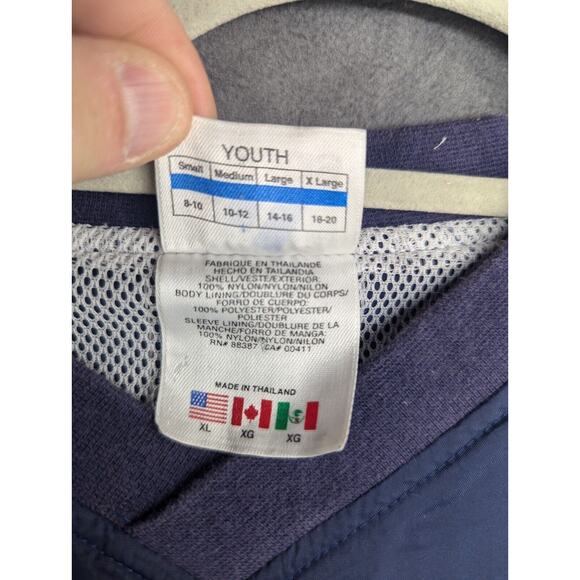 YOUTH
Small Medium Large X Large
8-10 10-12 14-16 18-20
FABRIQUE EN THAILANDE
HECHO EN TAILANDIA
SHELL/VESTE/EXTERIOR:
100% NYLON/NYLON/NILON
BODY LINING/DOUBLURE DU CORPS/
FORRO DE CUERPO:
100% POLYESTER/POLYESTER/
POLIESTER
SLEEVE LINING/DOUBLURE DE LA
MANCHE/FORRO DE MANGA:
100% NYLON/NYLON/NILON
RN# 88387 CA# 00411
MADE IN THAILAND
XL XG XG